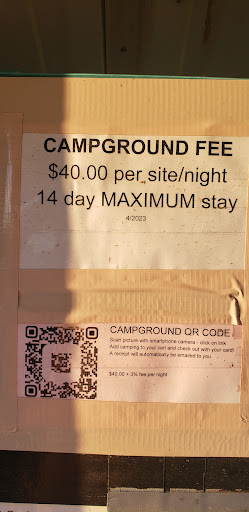 CAMPGROUND FEE
$40.00 per site/night
14 day MAXIMUM stay
4/2023
CAMPGROUND QR CODE
Scan picture with smartphone camera - click on link
Add camping to your cart and check out with your card!
A receipt will automatically be emailed to you.
$40.00 + 3% fee per night